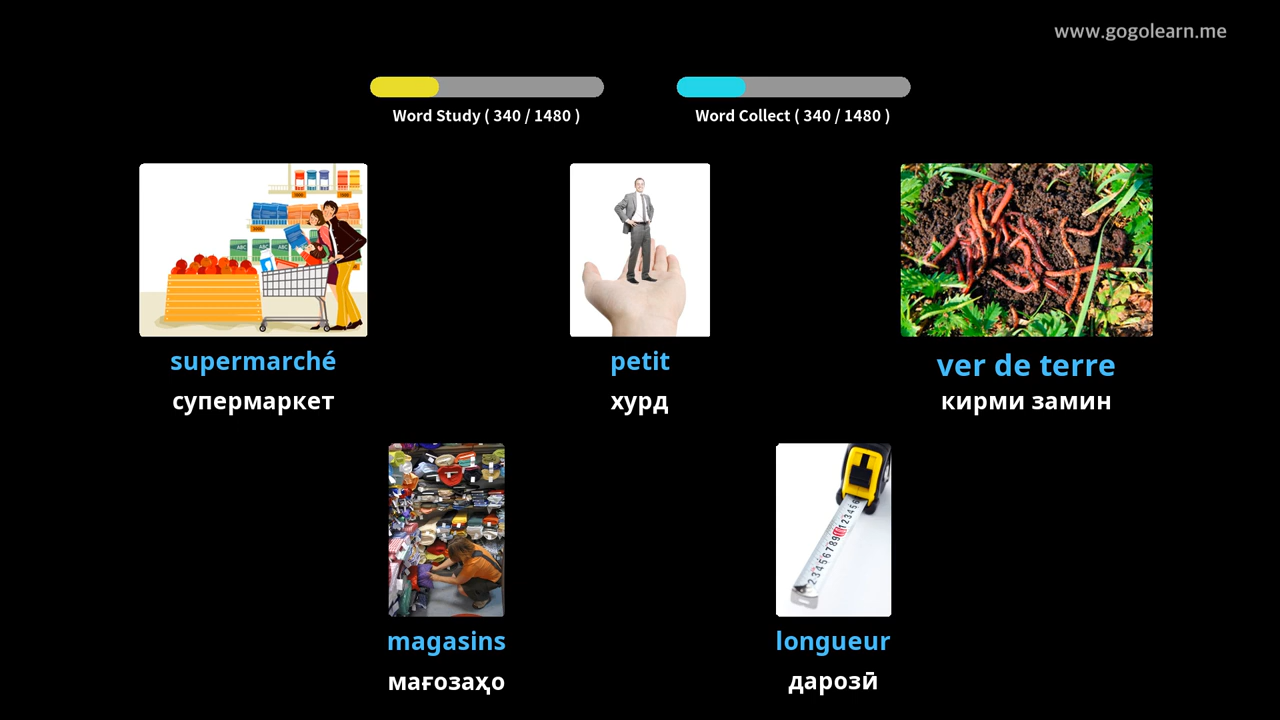 www.gogolearn.me
Word Study ( 340 / 1480 )
Word Collect ( 340 / 1480 )
supermarché
супермаркет
petit
хурд
ver de terre
кирми замин
magasins
мағозаҳо
longueur
дарозӣ